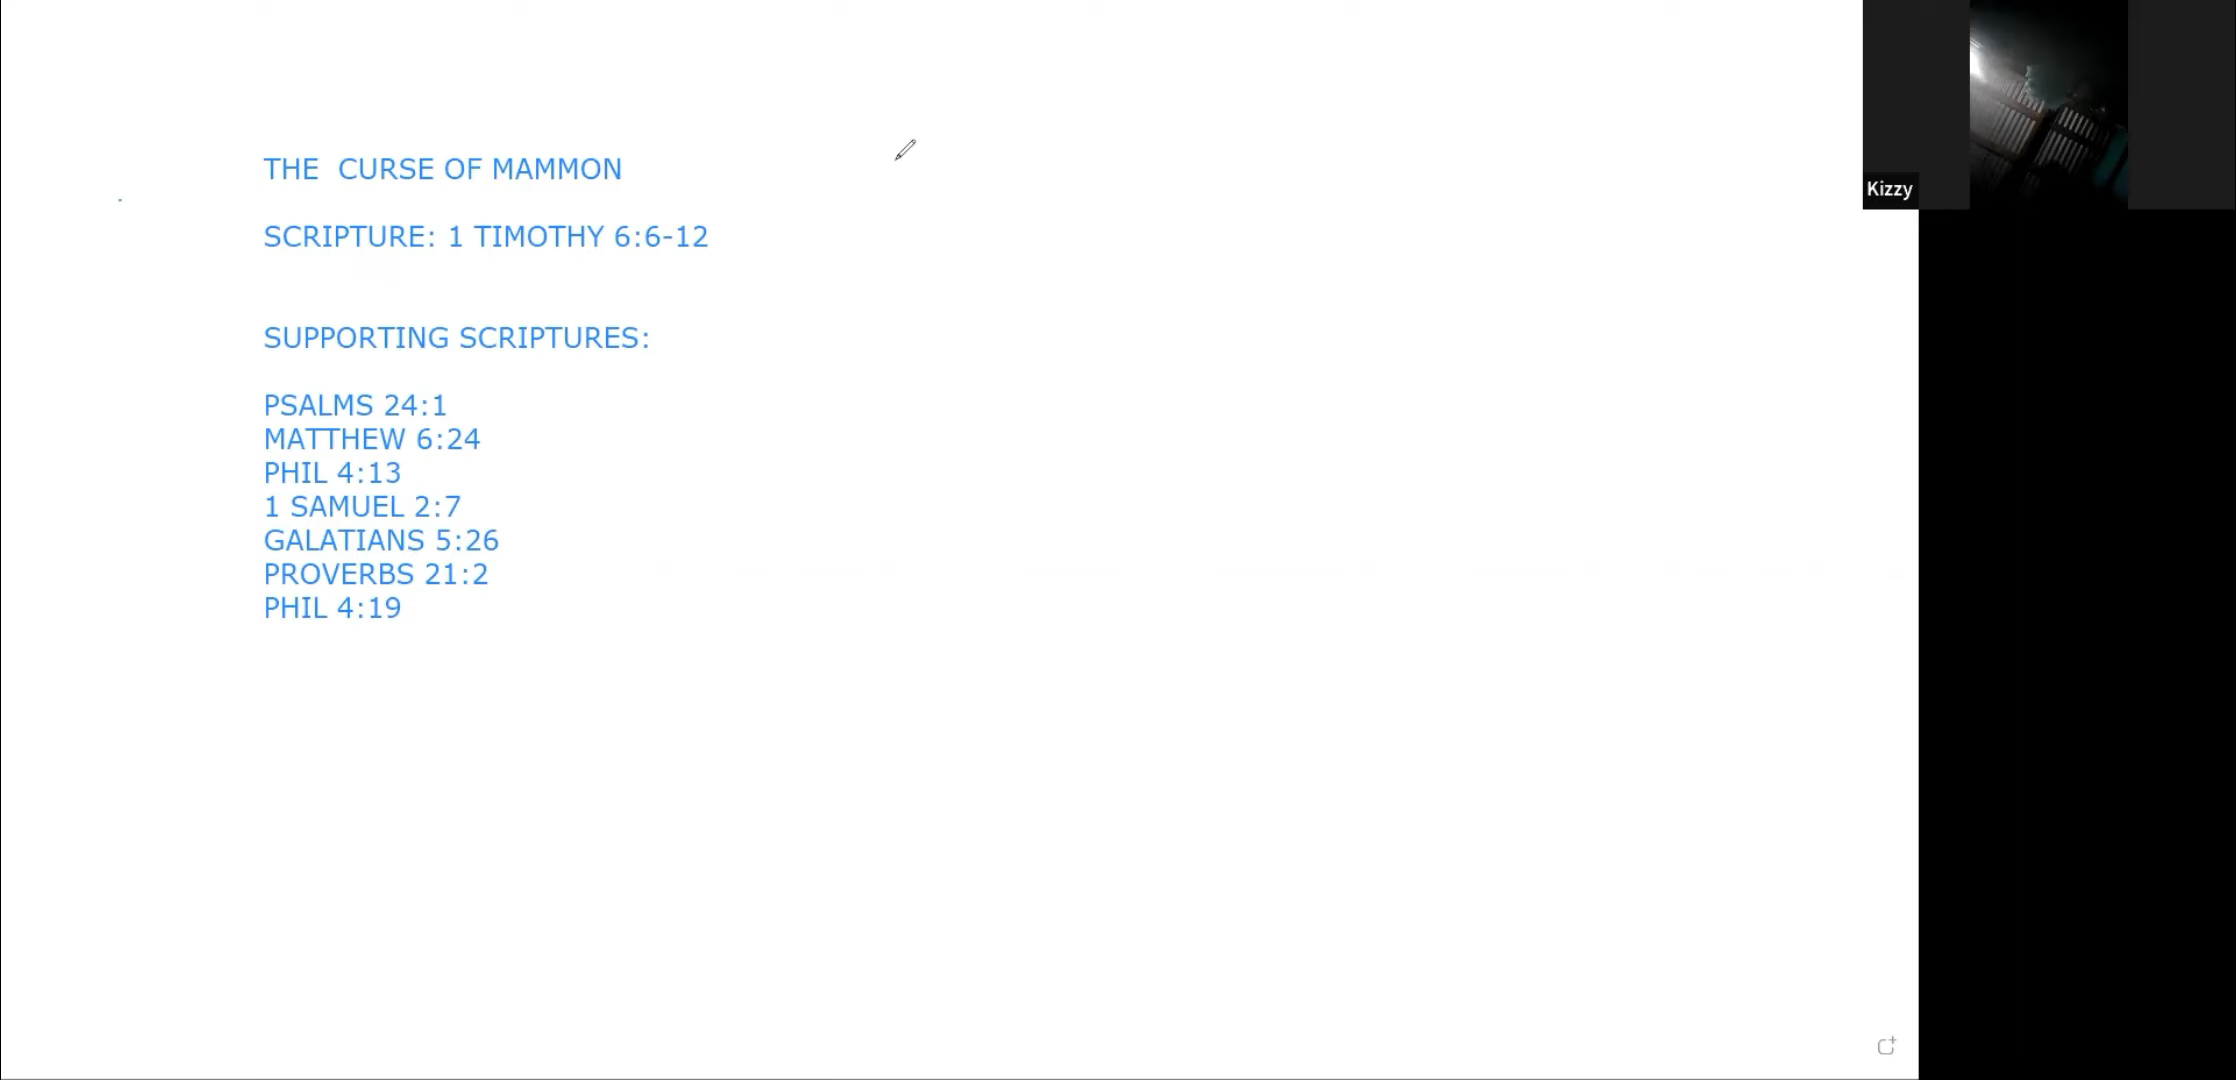 THE  CURSE OF MAMMON
SCRIPTURE: 1 TIMOTHY 6:6-12
SUPPORTING SCRIPTURES:
PSALMS 24:1
MATTHEW 6:24
PHIL 4:13
1 SAMUEL 2:7
GALATIANS 5:26
PROVERBS 21:2
PHIL 4:19
Kizzy